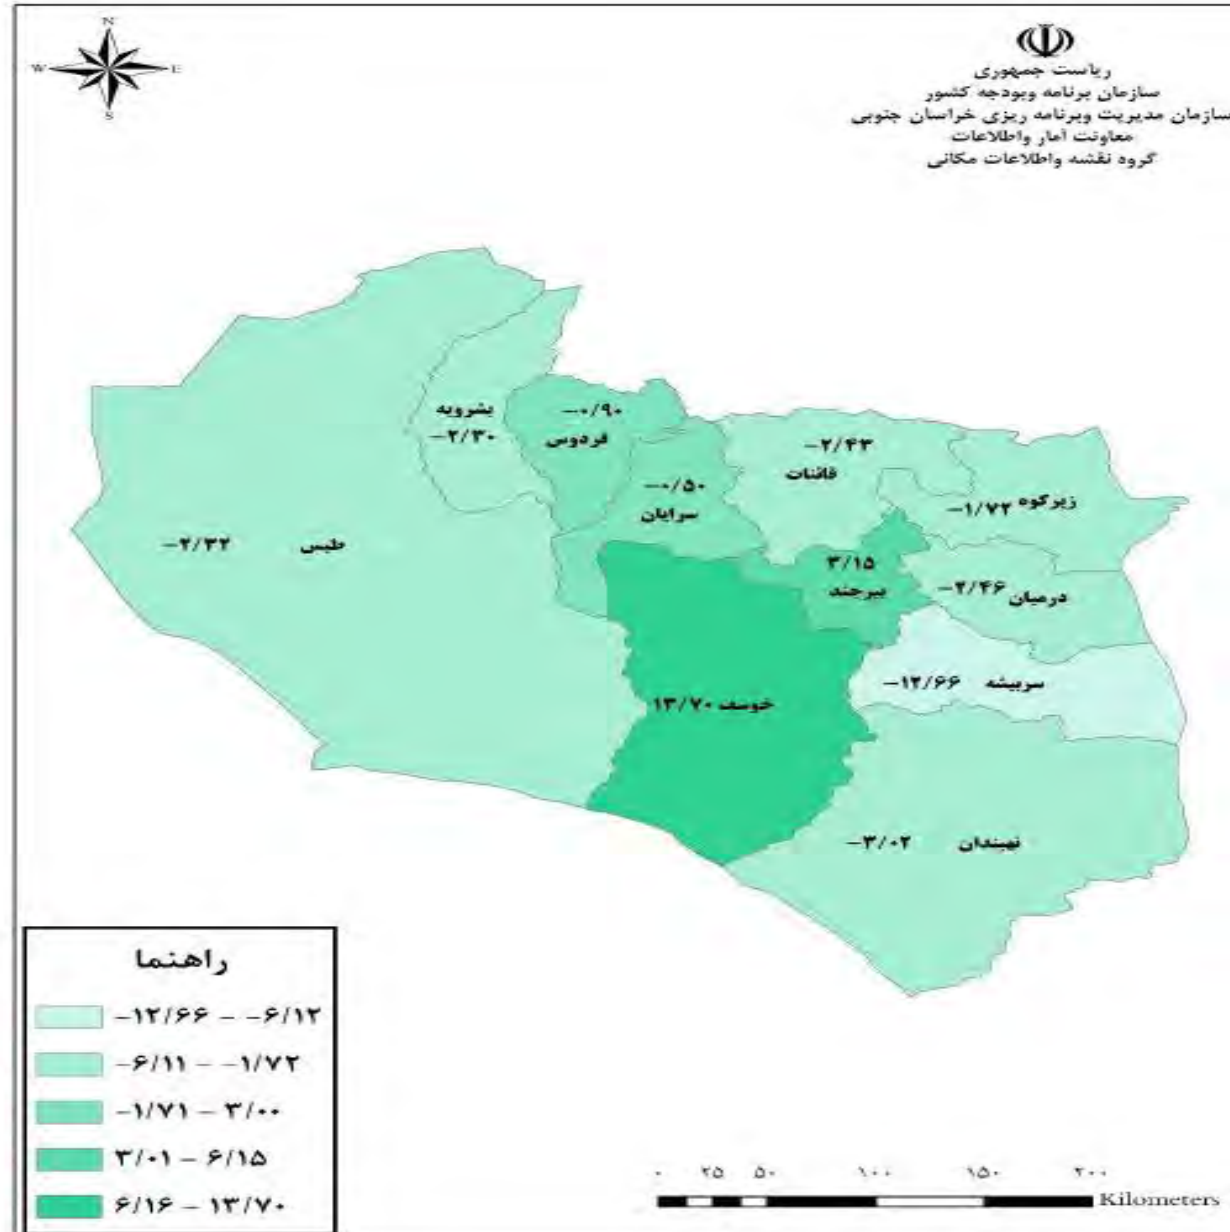 N
W E
S
ریاست جمهوری
سازمان برنامه وبودجه کشور
سازمان مدیریت وبرنامه ریزی خراسان جنوبی
معاونت آمار واطلاعات
گروه نقشه واطلاعات مکانی
بشرویه
-۲/۳۰
-۰/۹۰
فردوس
-۰/۵۰
سرایان
-۲/۴۳
قائنات
زیرکوه -۱/۷۲
طبس -۲/۳۲
۳/۱۵
بیرجند
درمیان -۲/۴۶
سربیشه -۱۲/۶۶
خوسف ۱۳/۷۰
نهبندان -۳/۰۲
راهنما
-۱۲/۶۶ - -۶/۱۲
-۶/۱۱ - -۱/۷۲
-۱/۷۱ - ۳/۰۰
۳/۰۱ - ۶/۱۵
۶/۱۶ - ۱۳/۷۰
۰ ۲۵ ۵۰ ۱۰۰ ۱۵۰ ۲۰۰
Kilometers